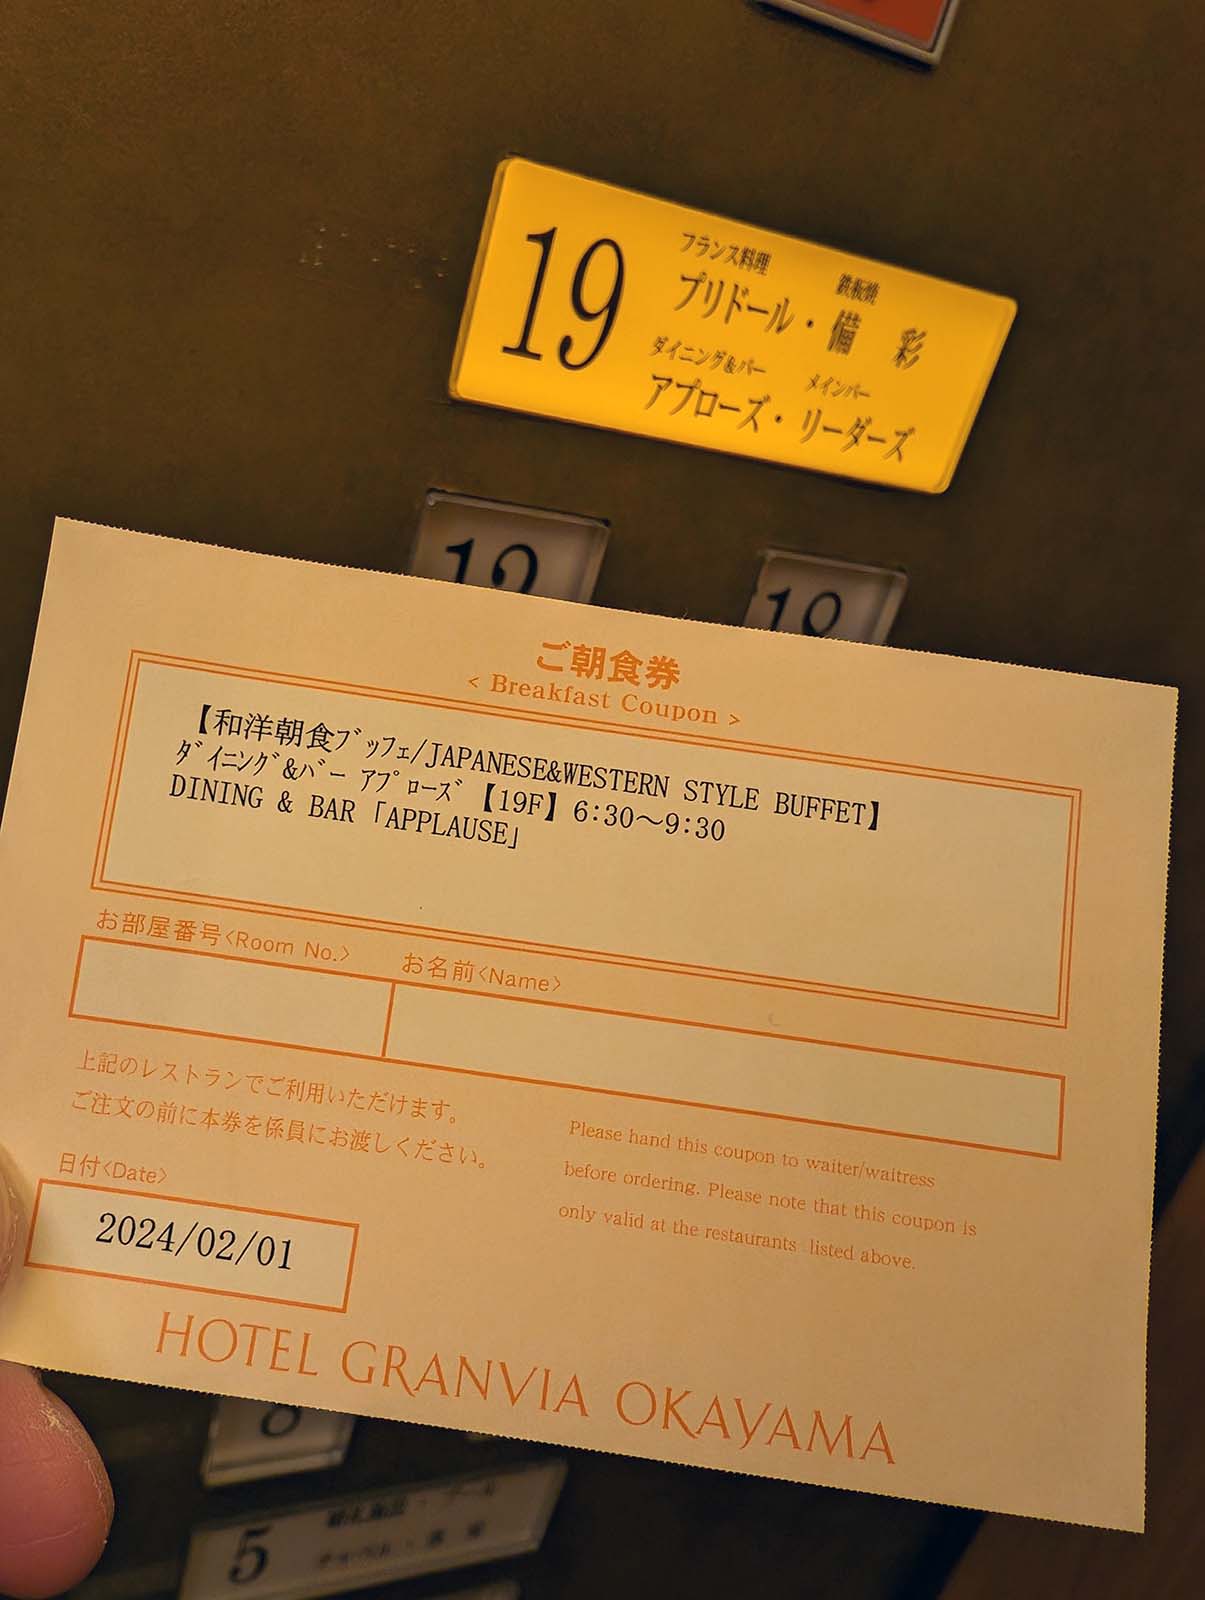 19
フランス料理 鉄板焼
プリドール・備彩
ダイニング&バー メインバー
アプローズ・リーダーズ
12
18
ご朝食券
< Breakfast Coupon >
【和洋朝食ブッフェ/JAPANESE&WESTERN STYLE BUFFET】
ダイニング&バー アプローズ【19F】6:30～9:30
DINING & BAR「APPLAUSE」
お部屋番号<Room No.> お名前<Name>
上記のレストランでご利用いただけます。
ご注文の前に本券を係員にお渡しください。
Please hand this coupon to waiter/waitress
before ordering. Please note that this coupon is
only valid at the restaurants listed above.
日付<Date>
2024/02/01
HOTEL GRANVIA OKAYAMA
8
5